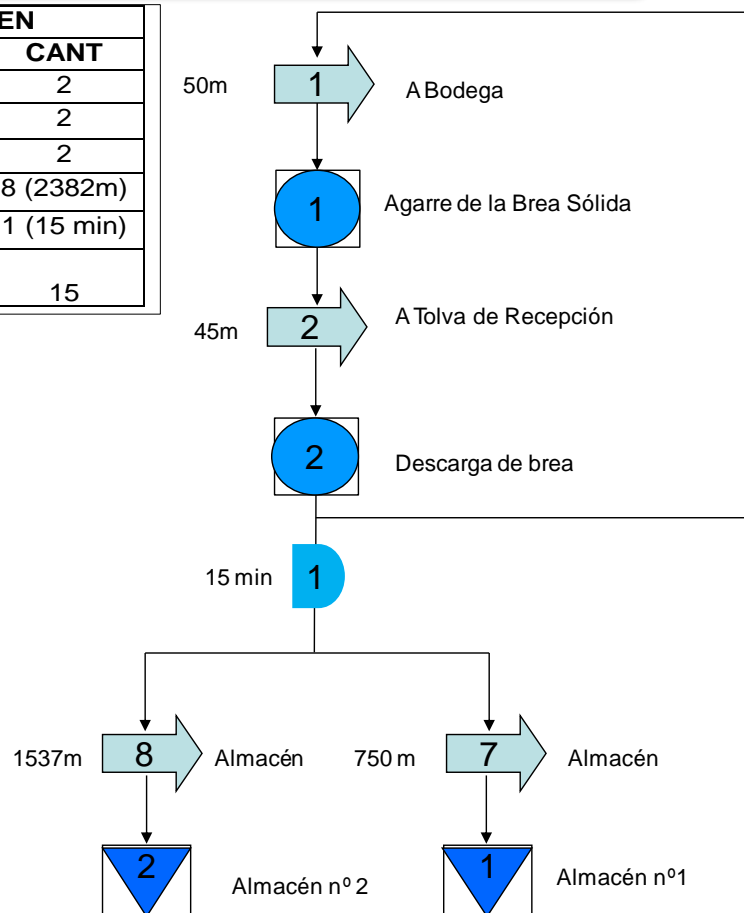 EN
CANT
2
2
2
8 (2382m)
1 (15 min)
15
50m
1
A Bodega
1
Agarre de la Brea Sólida
45m
2
A Tolva de Recepción
2
Descarga de brea
15 min
1
1537m
8
Almacén
750 m
7
Almacén
2
Almacén nº 2
1
Almacén nº1